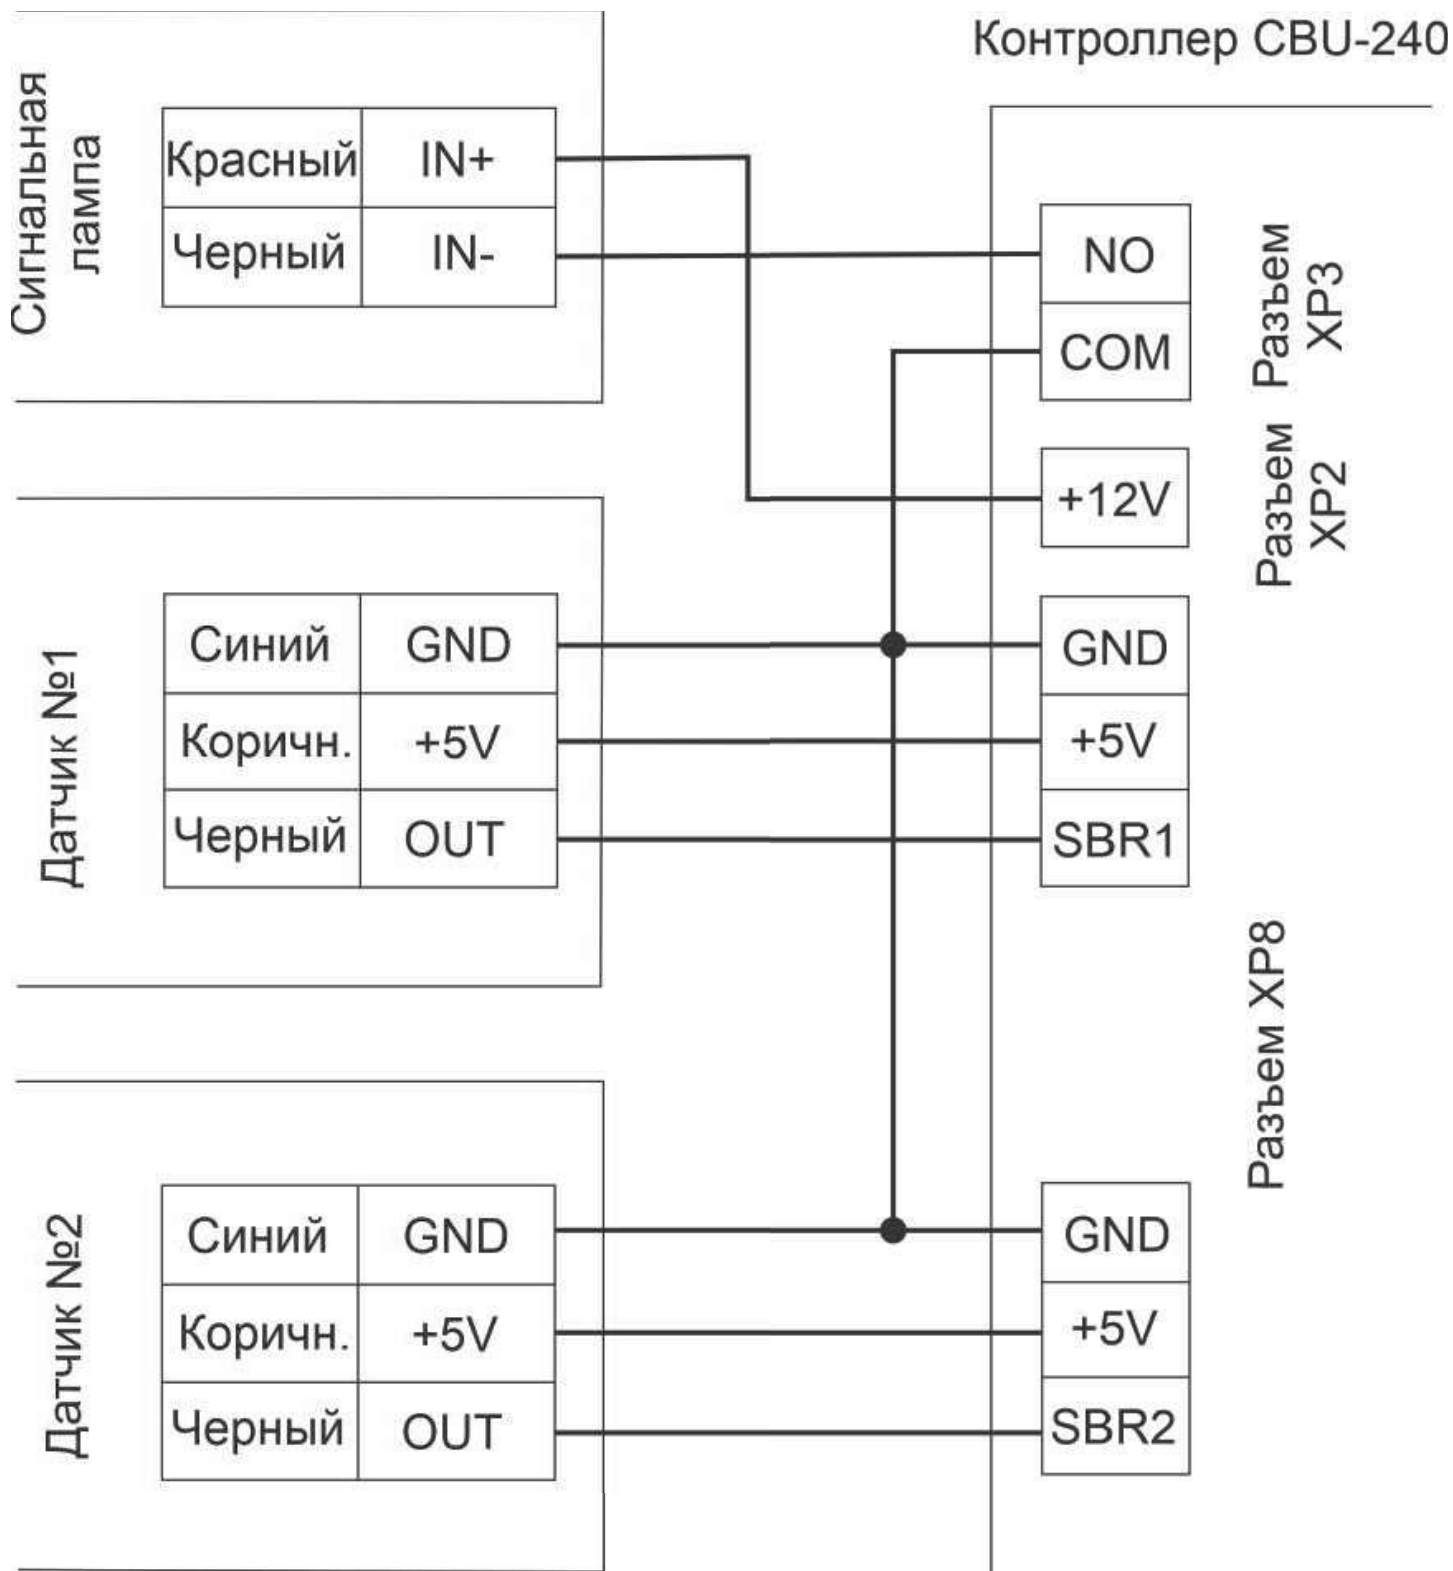 Контроллер CBU-240
Сигнальная
лампа
Красный IN+
Черный IN-
NO
COM
Разъем
XP3
+12V
Разъем
XP2
Датчик №1
Синий GND
Коричн. +5V
Черный OUT
GND
+5V
SBR1
Разъем XP8
Датчик №2
Синий GND
Коричн. +5V
Черный OUT
GND
+5V
SBR2